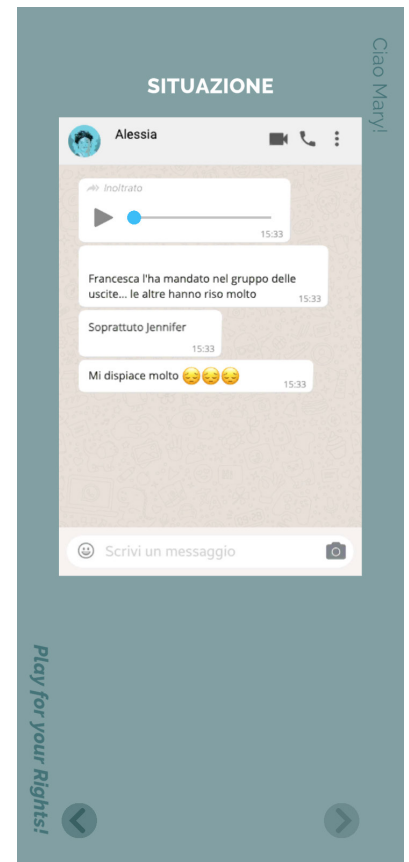 Ciao Mary!
SITUAZIONE
Alessia
Inoltrato
15:33
Francesca l'ha mandato nel gruppo delle
uscite... le altre hanno riso molto
15:33
Soprattuto Jennifer
15:33
Mi dispiace molto 😔😔😔
15:33
Scrivi un messaggio
Play for your Rights!